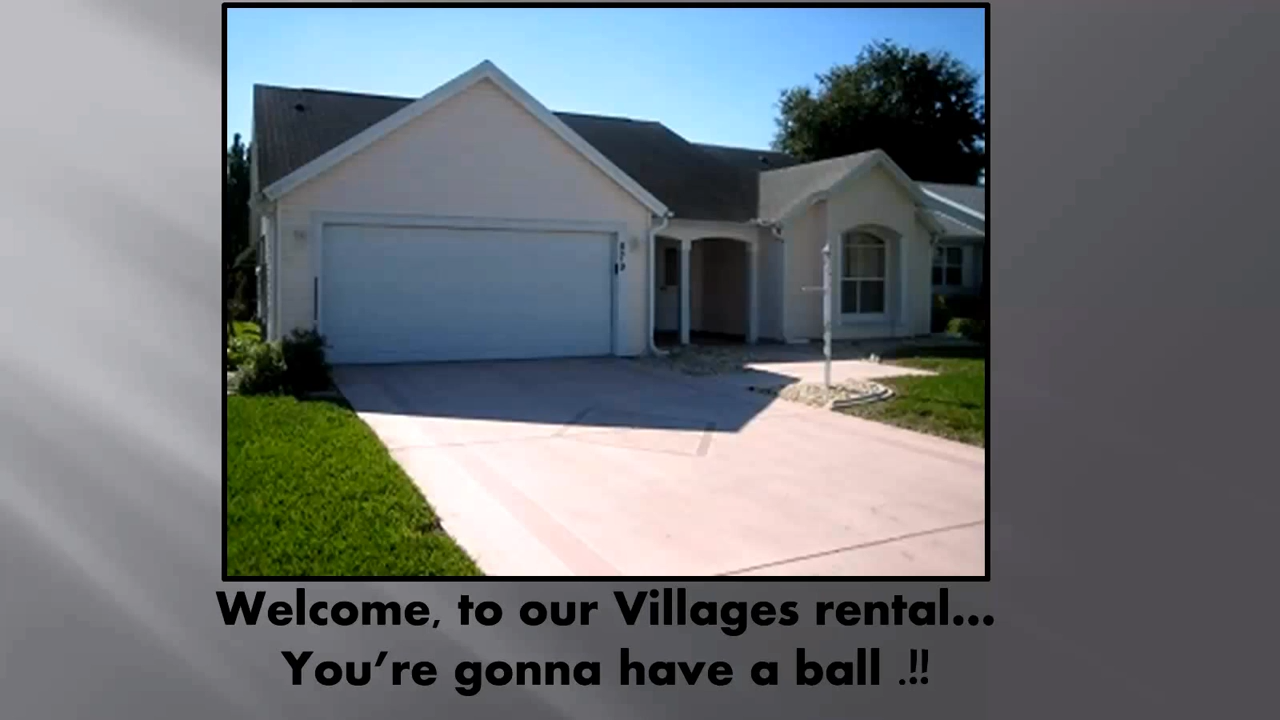 Welcome, to our Villages rental...
You’re gonna have a ball .!!